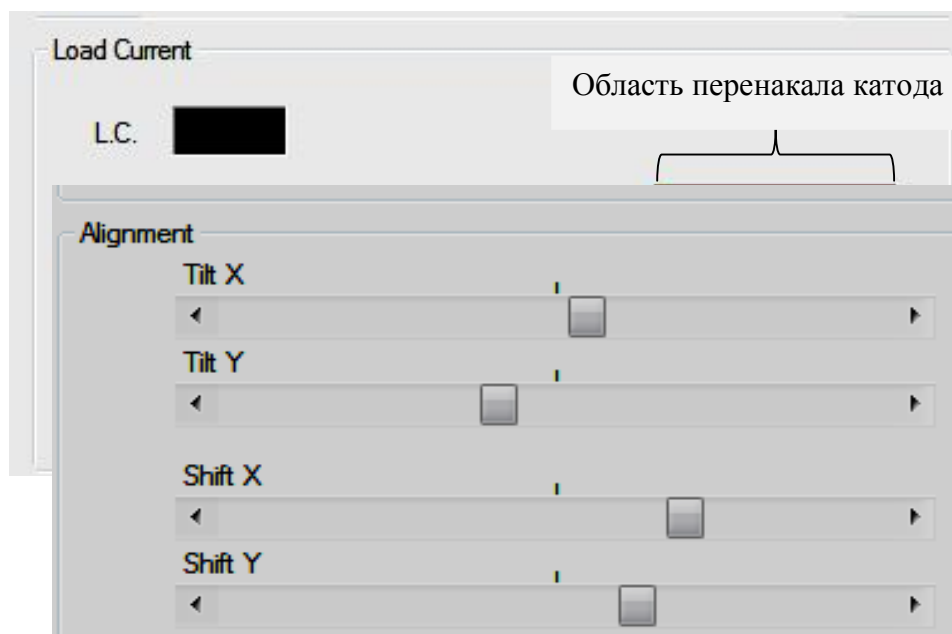 Load Current
Область перенакала катода
L.C.
Alignment
Tilt X
Tilt Y
Shift X
Shift Y